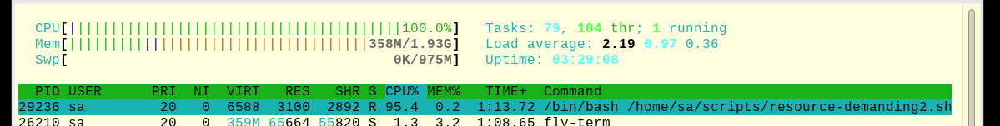 CPU[||||||||||||||||||||||||||||||||||||||||100.0%] Tasks: 79, 104 thr; 1 running
Mem[||||||||||||||||||||||||||||||||||||358M/1.93G] Load average: 2.19 0.97 0.36
Swp[ 0K/975M] Uptime: 03:29:08
PID USER PRI NI VIRT RES SHR S CPU% MEM% TIME+ Command
29236 sa 20 0 6588 3100 2892 R 95.4 0.2 1:13.72 /bin/bash /home/sa/scripts/resource-demanding2.sh
26210 sa 20 0 359M 65664 55820 S 1.3 3.2 1:08.65 fly-term